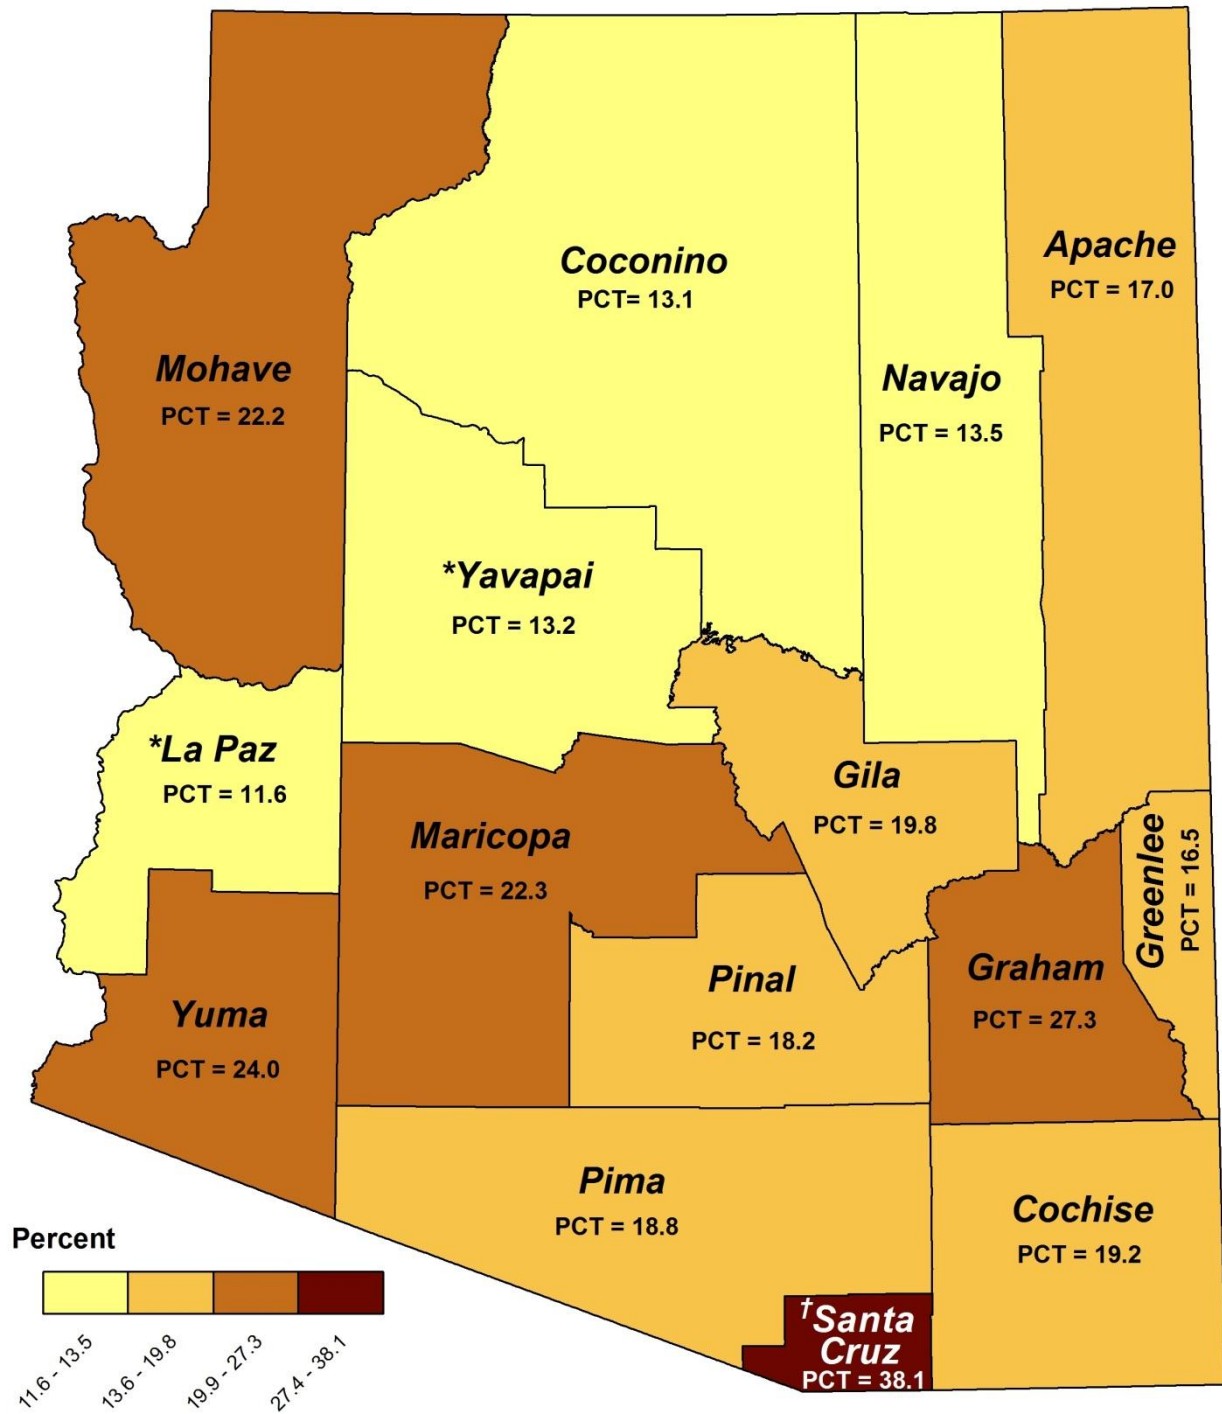 Coconino
PCT= 13.1
Apache
PCT = 17.0
Mohave
PCT = 22.2
Navajo
PCT = 13.5
*Yavapai
PCT = 13.2
*La Paz
PCT = 11.6
Gila
PCT = 19.8
Maricopa
PCT = 22.3
Greenlee
PCT = 16.5
Pinal
PCT = 18.2
Graham
PCT = 27.3
Yuma
PCT = 24.0
Pima
PCT = 18.8
Cochise
PCT = 19.2
†Santa
Cruz
PCT = 38.1
Percent
11.6 - 13.5
13.6 - 19.8
19.9 - 27.3
27.4 - 38.1